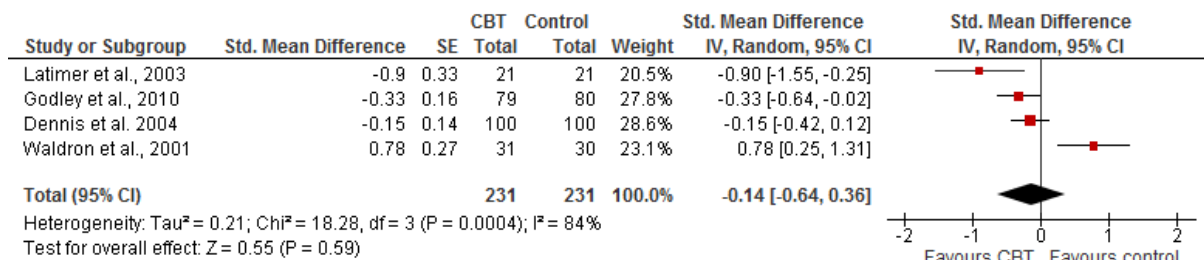 CBT Control Std. Mean Difference Std. Mean Difference
Study or Subgroup Std. Mean Difference SE Total Total Weight IV, Random, 95% CI IV, Random, 95% CI
Latimer et al., 2003 -0.9 0.33 21 21 20.5% -0.90 [-1.55, -0.25]
Godley et al., 2010 -0.33 0.16 79 80 27.8% -0.33 [-0.64, -0.02]
Dennis et al. 2004 -0.15 0.14 100 100 28.6% -0.15 [-0.42, 0.12]
Waldron et al., 2001 0.78 0.27 31 30 23.1% 0.78 [0.25, 1.31]
Total (95% CI) 231 231 100.0% -0.14 [-0.64, 0.36]
Heterogeneity: Tau² = 0.21; Chi² = 18.28, df = 3 (P = 0.0004); I² = 84%
Test for overall effect: Z = 0.55 (P = 0.59)
-2 -1 0 1 2
Favours CBT Favours control